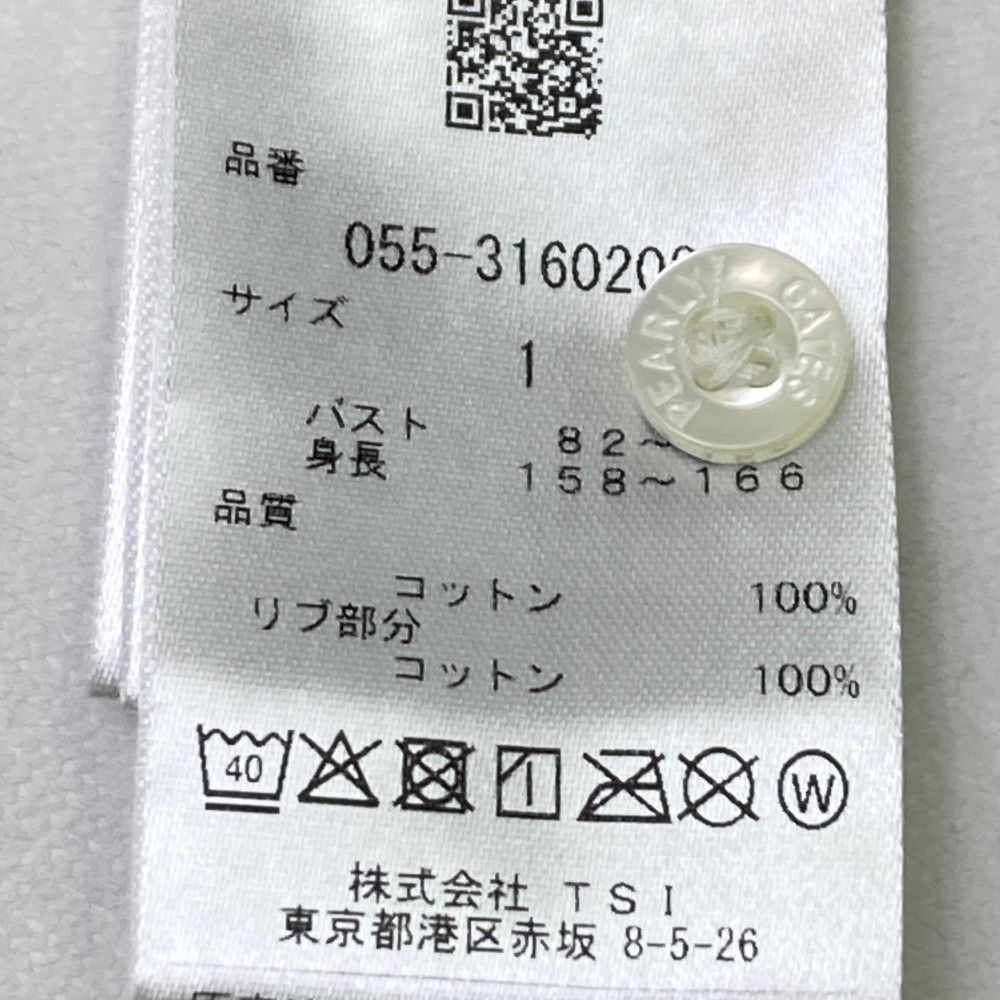 品番
055-316020
サイズ
1
PEARLY GATES
バスト 82～
身長 158～166
品質
コットン 100%
リブ部分
コットン 100%
40
W
株式会社 TSI
東京都港区赤坂 8-5-26